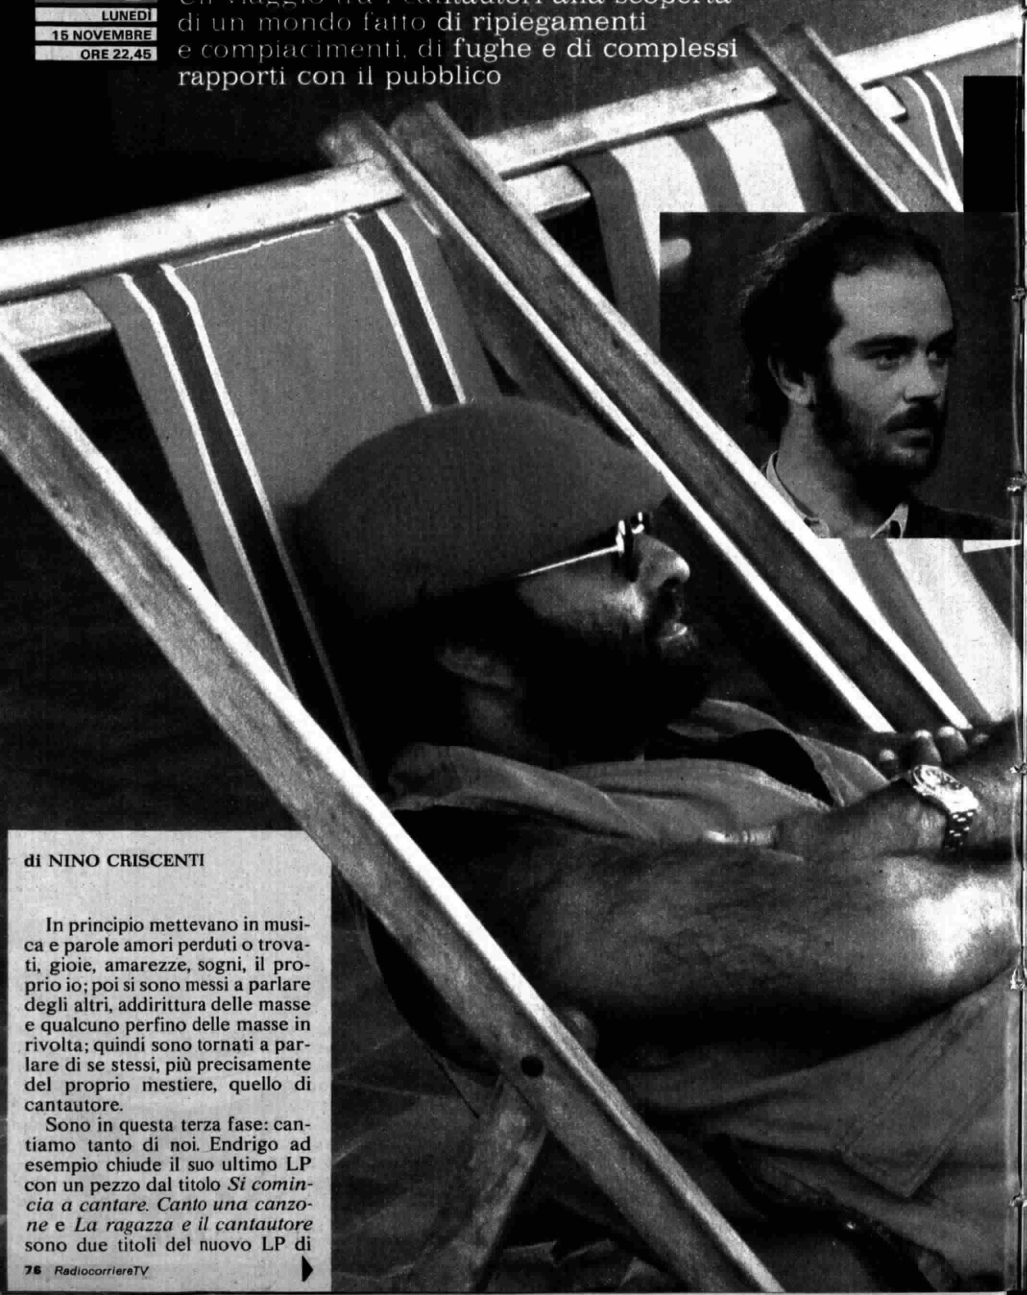 LUNEDÌ
15 NOVEMBRE
ORE 22,45
di un mondo fatto di ripiegamenti
e compiacimenti, di fughe e di complessi
rapporti con il pubblico
di NINO CRISCENTI
In principio mettevano in musi-
ca e parole amori perduti o trova-
ti, gioie, amarezze, sogni, il pro-
prio io; poi si sono messi a parlare
degli altri, addirittura delle masse
e qualcuno perfino delle masse in
rivolta; quindi sono tornati a par-
lare di se stessi, più precisamente
del proprio mestiere, quello di
cantautore.
Sono in questa terza fase: can-
tiamo tanto di noi. Endrigo ad
esempio chiude il suo ultimo LP
con un pezzo dal titolo Si comin-
cia a cantare. Canto una canzo-
ne e La ragazza e il cantautore
sono due titoli del nuovo LP di
76 RadiocorriereTV